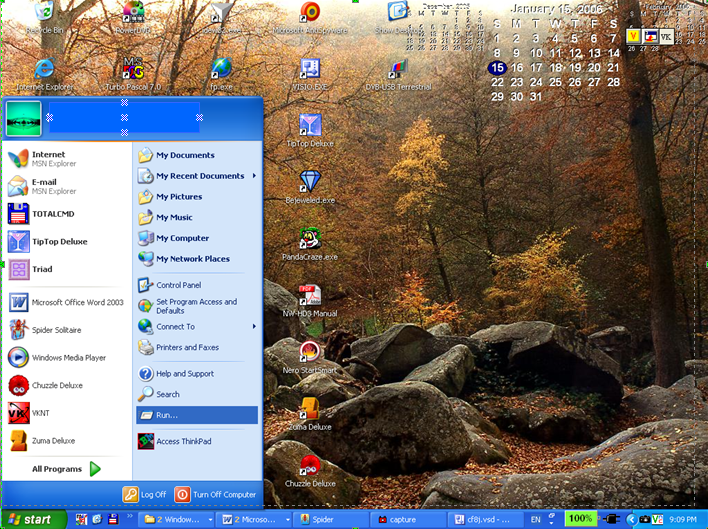 Recycle Bin
PowerDVD
Microsoft AntiSpyware
Show Desktop
January 15, 2006
S M T W T F S
1 2 3 4 5 6 7
8 9 10 11 12 13 14
15 16 17 18 19 20 21
22 23 24 25 26 27 28
29 30 31
V
VK
Internet Explorer
Turbo Pascal 7.0
fp.exe
VISIO.EXE
DVB-USB Terrestrial
TipTop Deluxe
Bejeweled.exe
PandaCraze.exe
NW-HD3 Manual
Nero StartSmart
Zuma Deluxe
Chuzzle Deluxe
Internet
MSN Explorer
E-mail
MSN Explorer
TOTALCMD
TipTop Deluxe
Triad
Microsoft Office Word 2003
Spider Solitaire
Windows Media Player
Chuzzle Deluxe
VKNT
Zuma Deluxe
All Programs
My Documents
My Recent Documents
My Pictures
My Music
My Computer
My Network Places
Control Panel
Set Program Access and
Defaults
Connect To
Printers and Faxes
Help and Support
Search
Run...
Access ThinkPad
Log Off
Turn Off Computer
start
2 Window...
2 Microso...
Spider
capture
cf8j.vsd - ...
EN
100%
9:09 PM